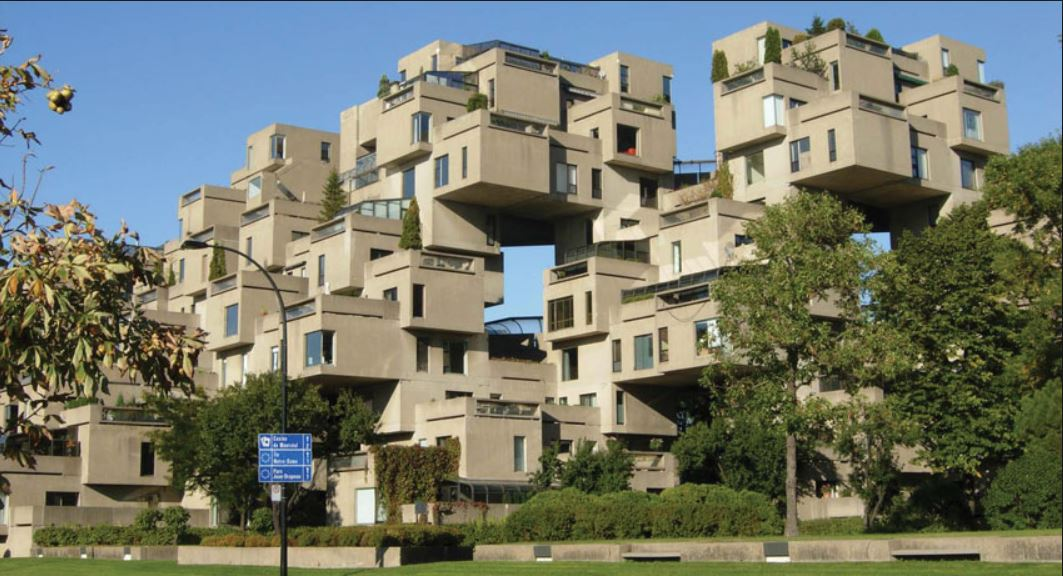 Casino
de Montréal
Île
Notre-Dame
Parc
Jean-Drapeau